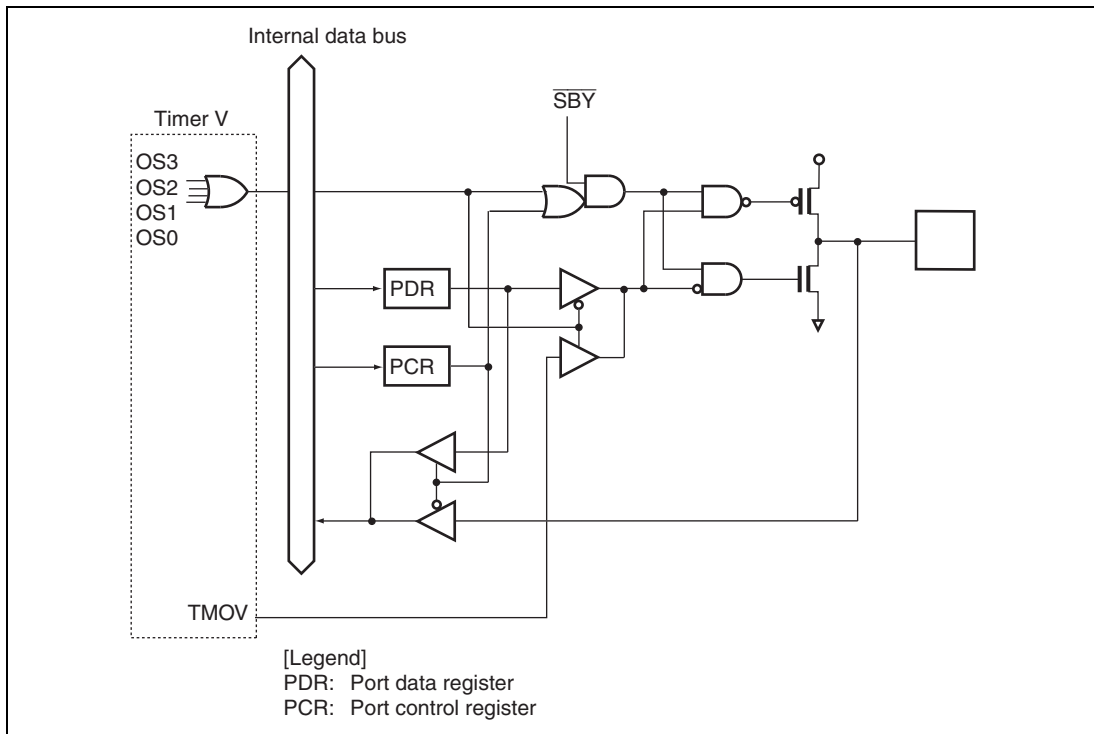 Internal data bus
SBY
Timer V
OS3
OS2
OS1
OS0
PDR
PCR
TMOV
[Legend]
PDR: Port data register
PCR: Port control register